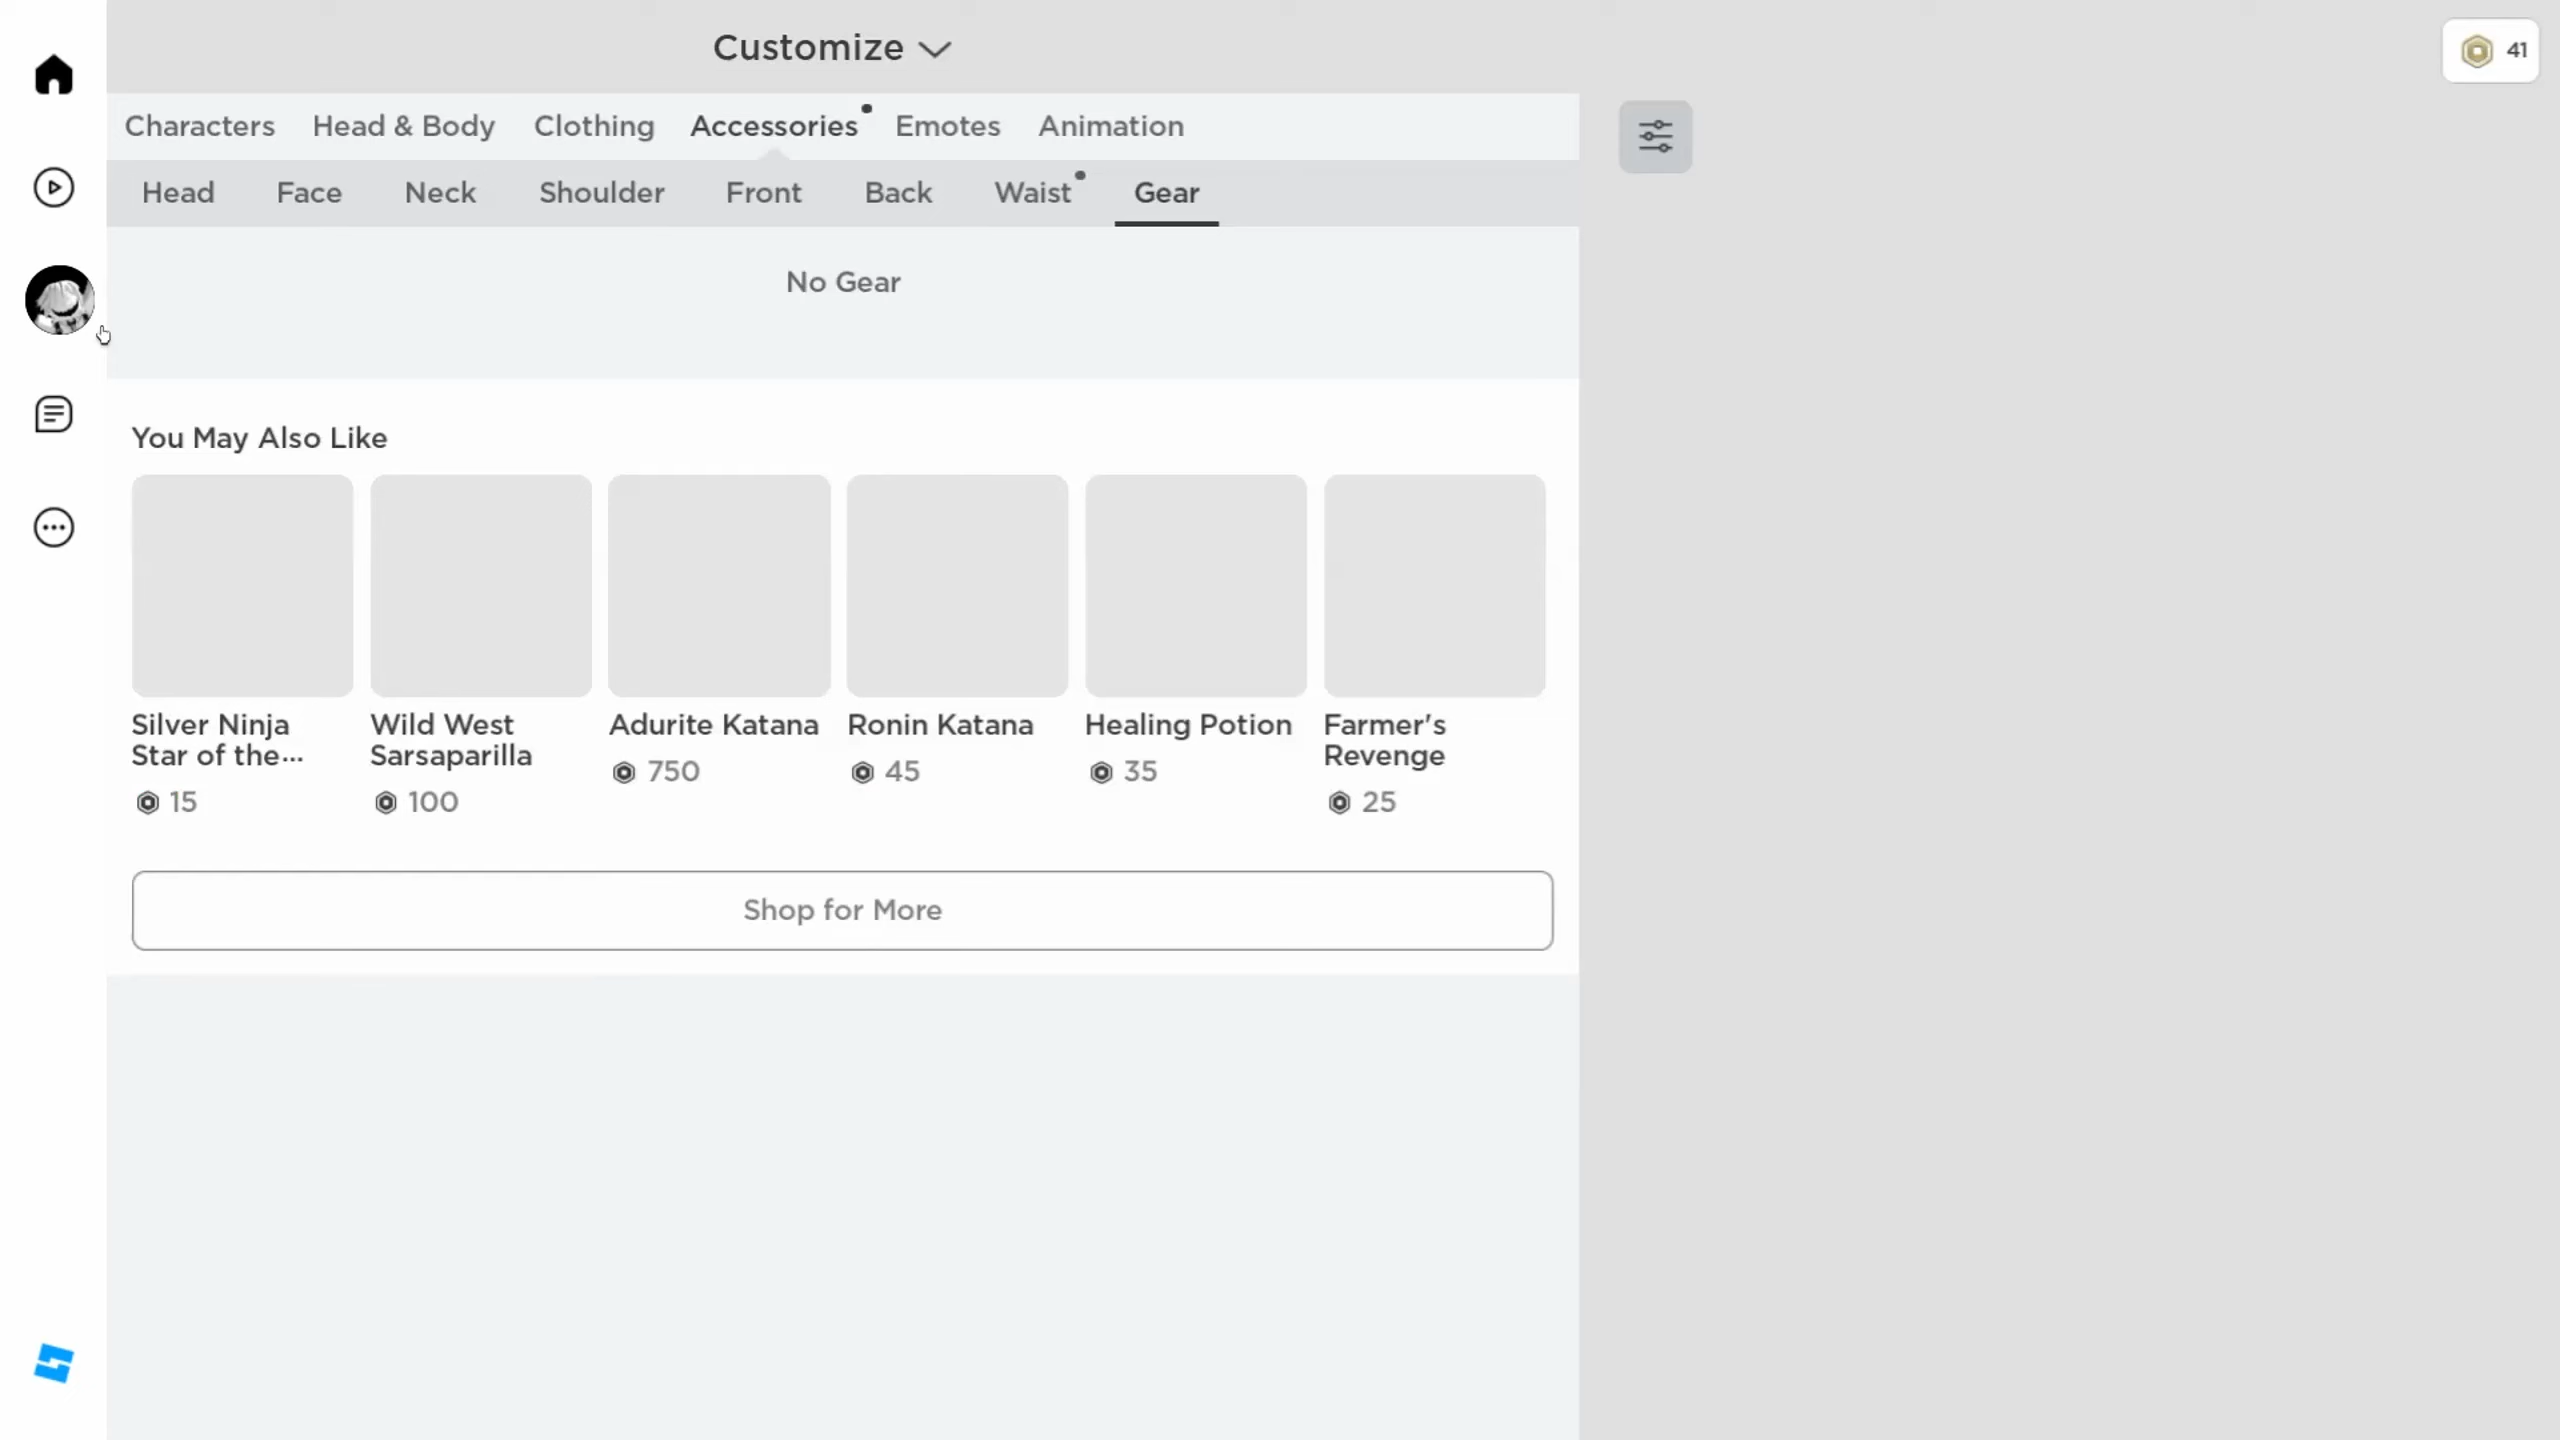 Customize
41
Characters Head & Body Clothing Accessories Emotes Animation
Head Face Neck Shoulder Front Back Waist Gear
No Gear
You May Also Like
Silver Ninja
Star of the...
15
Wild West
Sarsaparilla
100
Adurite Katana
750
Ronin Katana
45
Healing Potion
35
Farmer's
Revenge
25
Shop for More